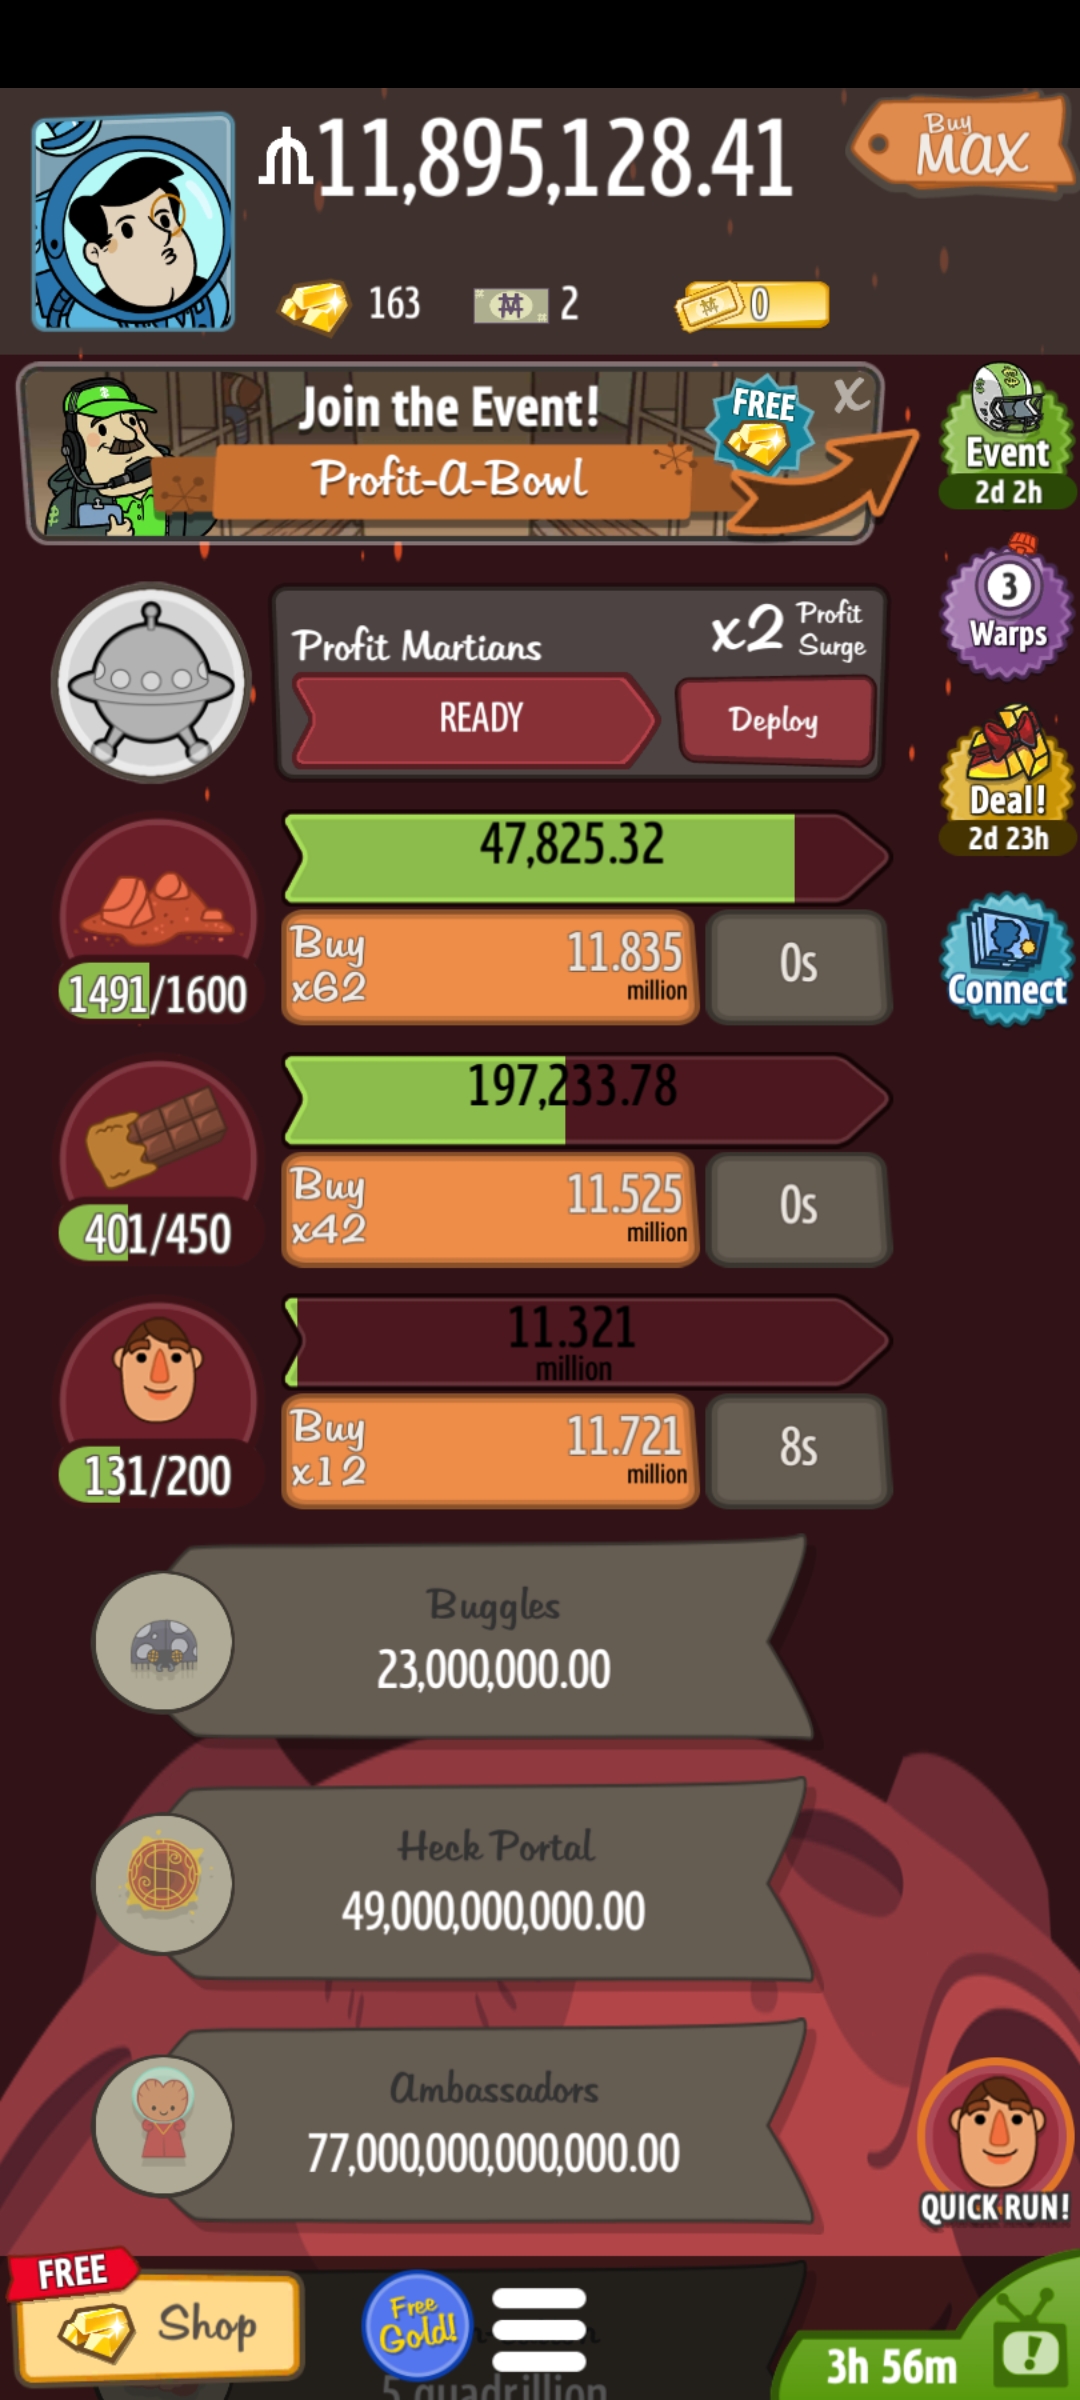 11,895,128.41
Buy
MAX
163
2
0
Join the Event!
FREE
X
Profit-A-Bowl
Event
2d 2h
3
Warps
Profit Martians
x2 Profit
Surge
READY
Deploy
Deal!
2d 23h
47,825.32
Buy
x62
11.835
million
0s
1491/1600
Connect
197,233.78
Buy
x42
11.525
million
0s
401/450
11.321
million
Buy
x12
11.721
million
8s
131/200
Buggles
23,000,000.00
Heck Portal
49,000,000,000.00
Ambassadors
77,000,000,000,000.00
QUICK RUN!
FREE
Shop
Free
Gold!
5 quadrillion
3h 56m